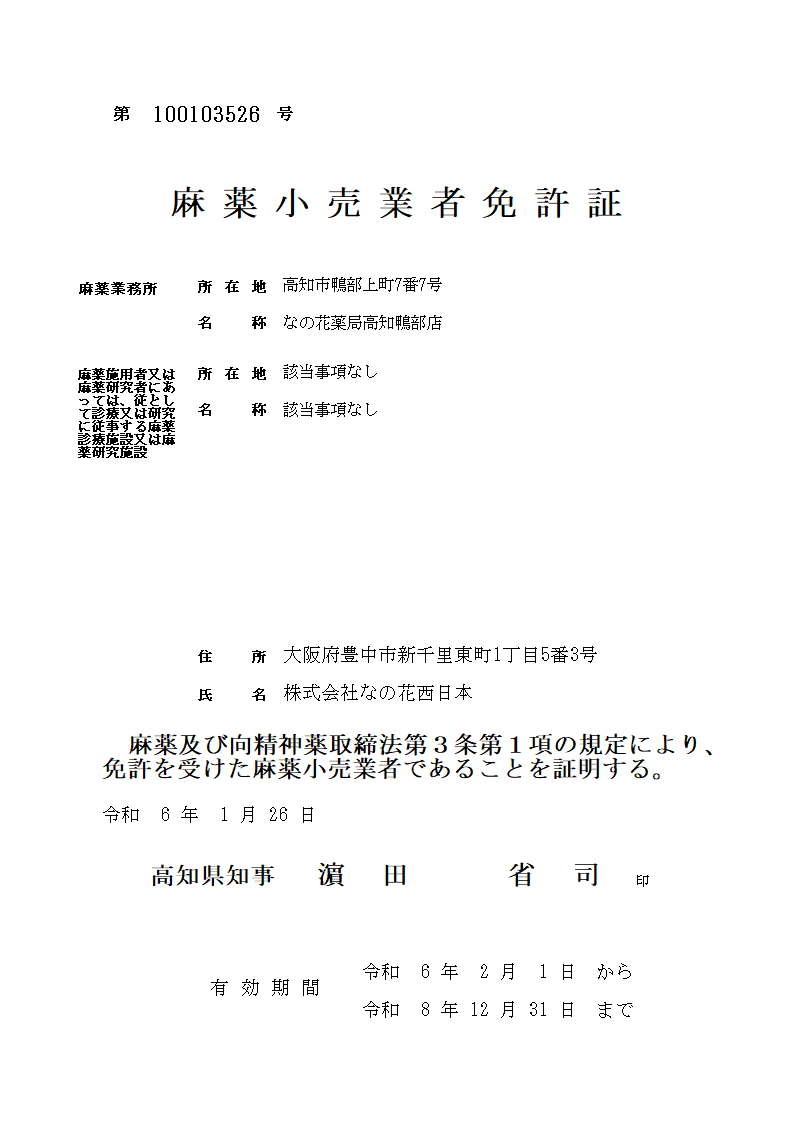 第 100103526 号
麻薬小売業者免許証
麻薬業務所 所在地 高知市鴨部上町7番7号
名称 なの花薬局高知鴨部店
麻薬施用者又は
麻薬研究者にあ
っては、従とし
て診療又は研究
に従事する麻薬
診療施設又は麻
薬研究施設
所在地 該当事項なし
名称 該当事項なし
住所 大阪府豊中市新千里東町1丁目5番3号
氏名 株式会社なの花西日本
麻薬及び向精神薬取締法第3条第1項の規定により、
免許を受けた麻薬小売業者であることを証明する。
令和 6 年 1 月 26 日
高知県知事 濵田 省司 印
有効期間
令和 6 年 2 月 1 日 から
令和 8 年 12 月 31 日 まで